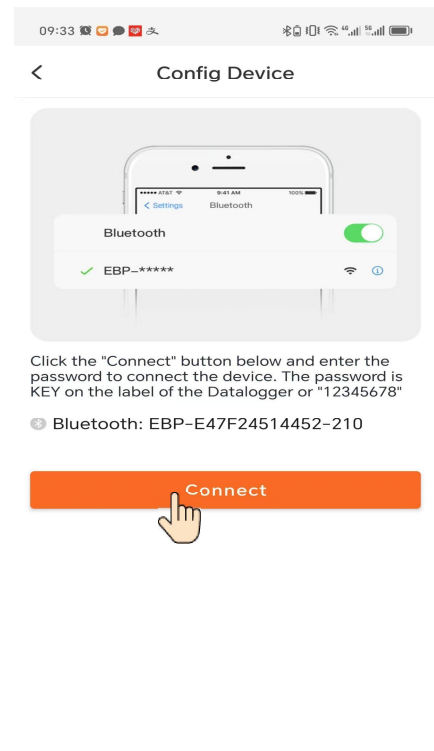 09:33
Config Device
AT&T 9:41 AM 100%
Settings Bluetooth
Bluetooth
EBP-*****
Click the "Connect" button below and enter the
password to connect the device. The password is
KEY on the label of the Datalogger or "12345678"
Bluetooth: EBP-E47F24514452-210
Connect